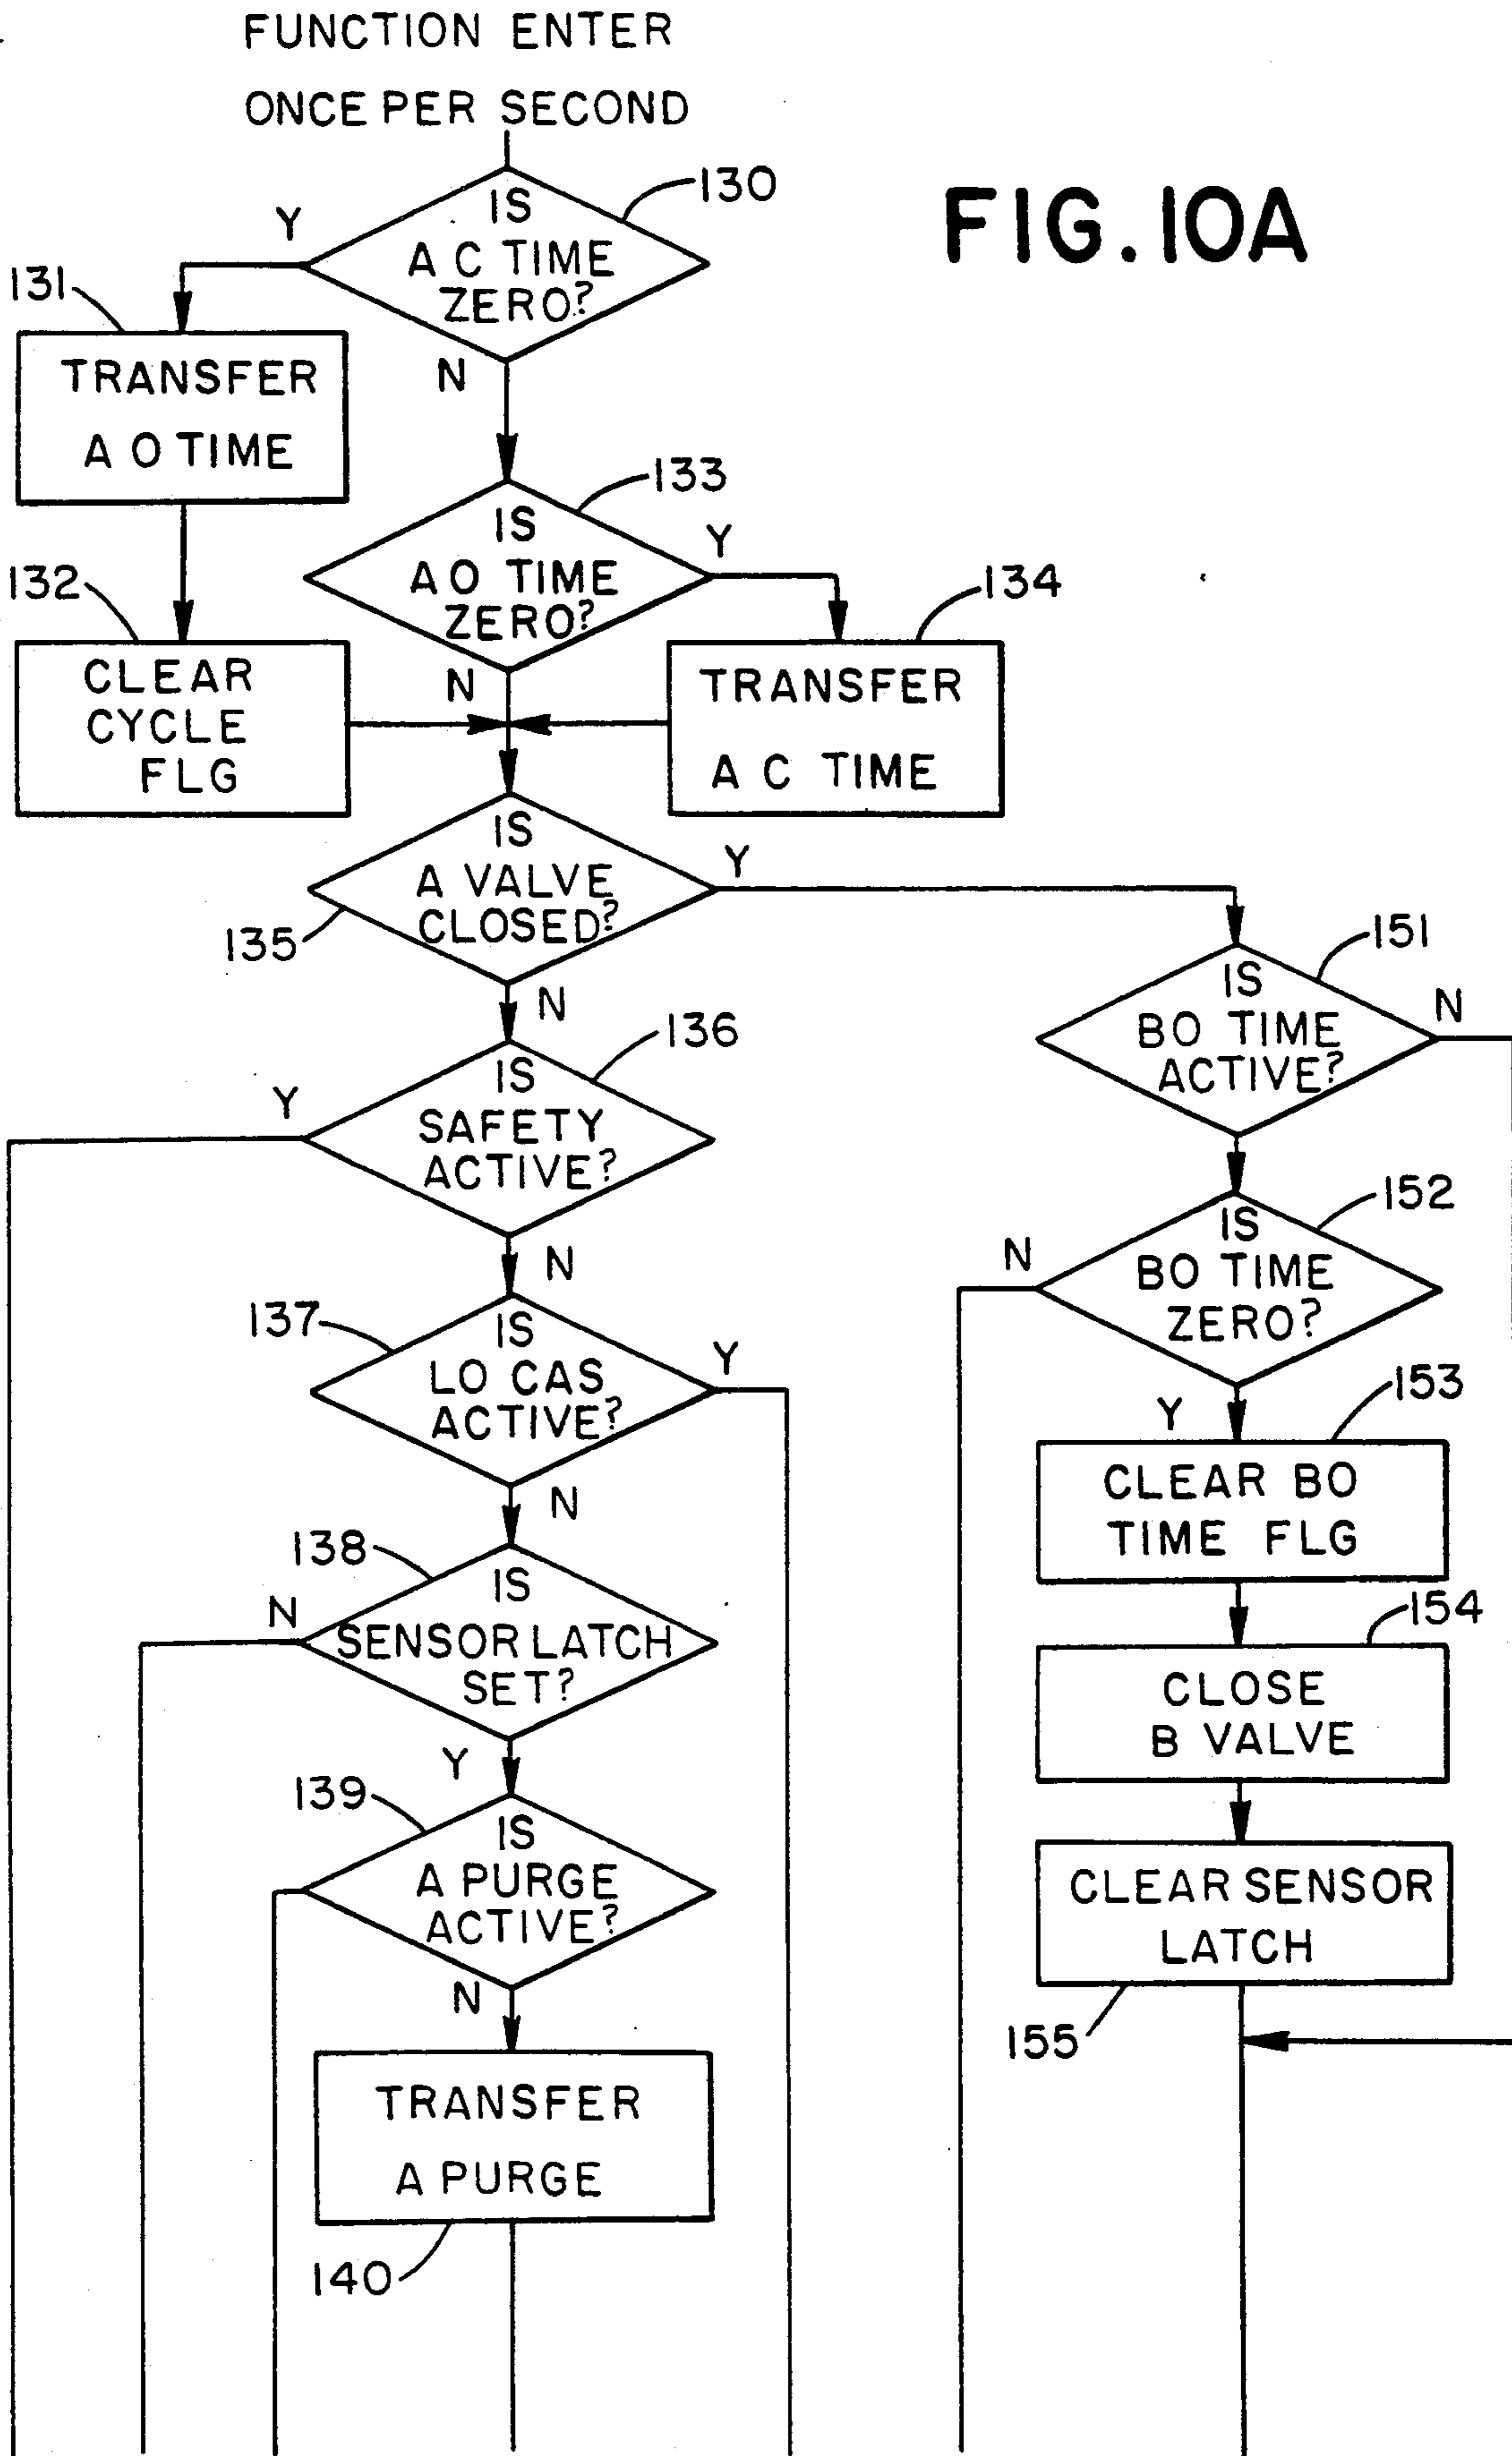 FUNCTION ENTER
ONCE PER SECOND
FIG. 10A
130
IS
A C TIME
ZERO?
Y
N
131
TRANSFER
A O TIME
133
IS
AO TIME
ZERO?
Y
N
132
CLEAR
CYCLE
FLG
134
TRANSFER
A C TIME
135
IS
A VALVE
CLOSED?
Y
N
136
IS
SAFETY
ACTIVE?
Y
N
137
IS
LO CAS
ACTIVE?
Y
N
138
IS
SENSOR LATCH
SET?
N
Y
139
IS
A PURGE
ACTIVE?
N
TRANSFER
A PURGE
140
151
IS
BO TIME
ACTIVE?
N
152
IS
BO TIME
ZERO?
N
Y
153
CLEAR BO
TIME FLG
154
CLOSE
B VALVE
CLEAR SENSOR
LATCH
155